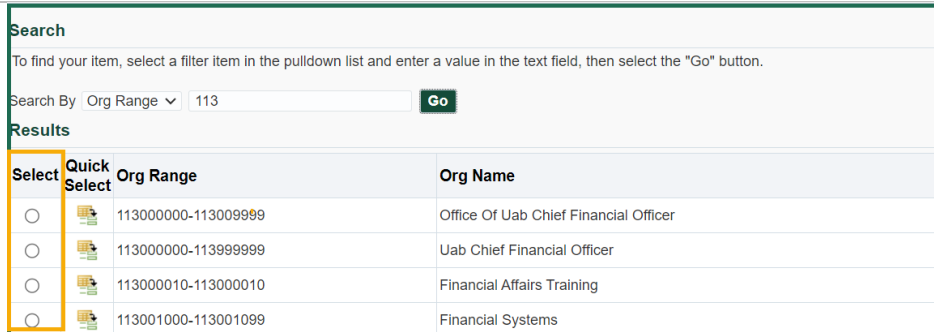 Search
To find your item, select a filter item in the pulldown list and enter a value in the text field, then select the "Go" button.
Search By Org Range 113 Go
Results
Select Quick Select Org Range Org Name
113000000-113009999 Office Of Uab Chief Financial Officer
113000000-113999999 Uab Chief Financial Officer
113000010-113000010 Financial Affairs Training
113001000-113001099 Financial Systems